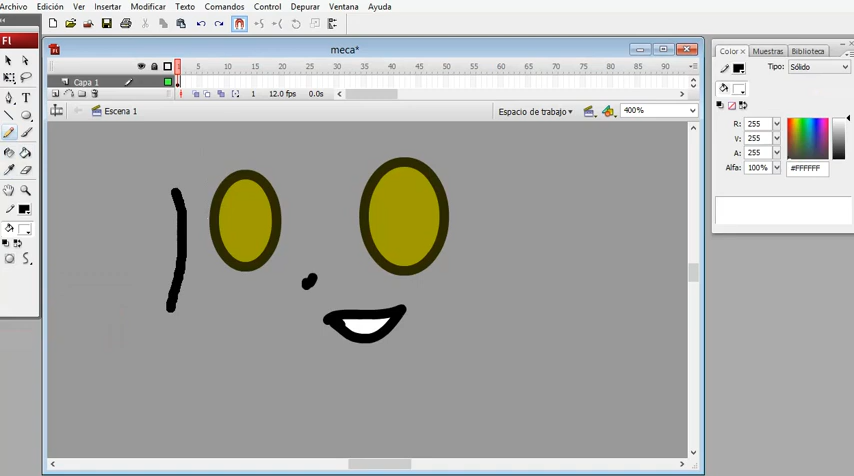 Archivo Edición Ver Insertar Modificar Texto Comandos Control Depurar Ventana Ayuda
Fl
meca*
1 5 10 15 20 25 30 35 40 45 50 55 60 65 70 75 80 85 90
Capa 1
1 12.0 fps 0.0s
Escena 1 Espacio de trabajo 400%
Color Muestras Biblioteca
Tipo: Sólido
R: 255
V: 255
A: 255
Alfa: 100% #FFFFFF